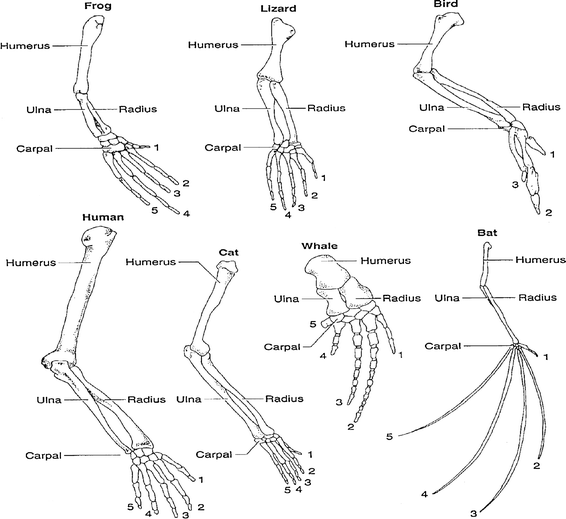 Frog
Humerus
Ulna
Radius
Carpal
1
2
3
4
5
Lizard
Humerus
Ulna
Radius
Carpal
1
2
3
4
5
Bird
Humerus
Ulna
Radius
Carpal
1
3
2
Human
Humerus
Ulna
Radius
Carpal
1
2
3
4
5
Cat
Humerus
Ulna
Radius
Carpal
1
2
3
4
5
Whale
Humerus
Ulna
Radius
5
Carpal
4
1
3
2
Bat
Humerus
Ulna
Radius
Carpal
1
5
2
4
3